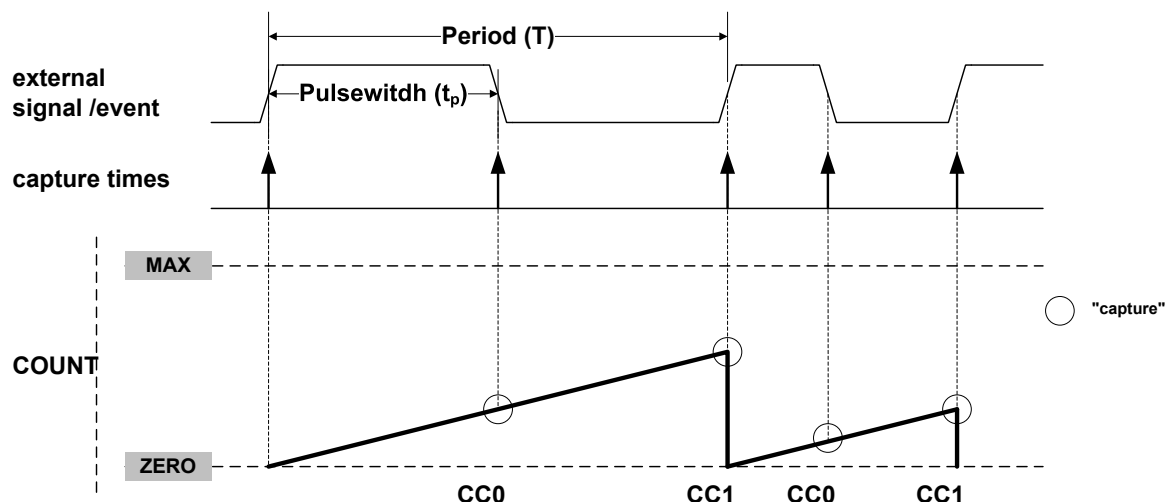 Period (T)
external
signal /event
Pulsewitdh (tp)
capture times
MAX
"capture"
COUNT
ZERO
CC0 CC1 CC0 CC1